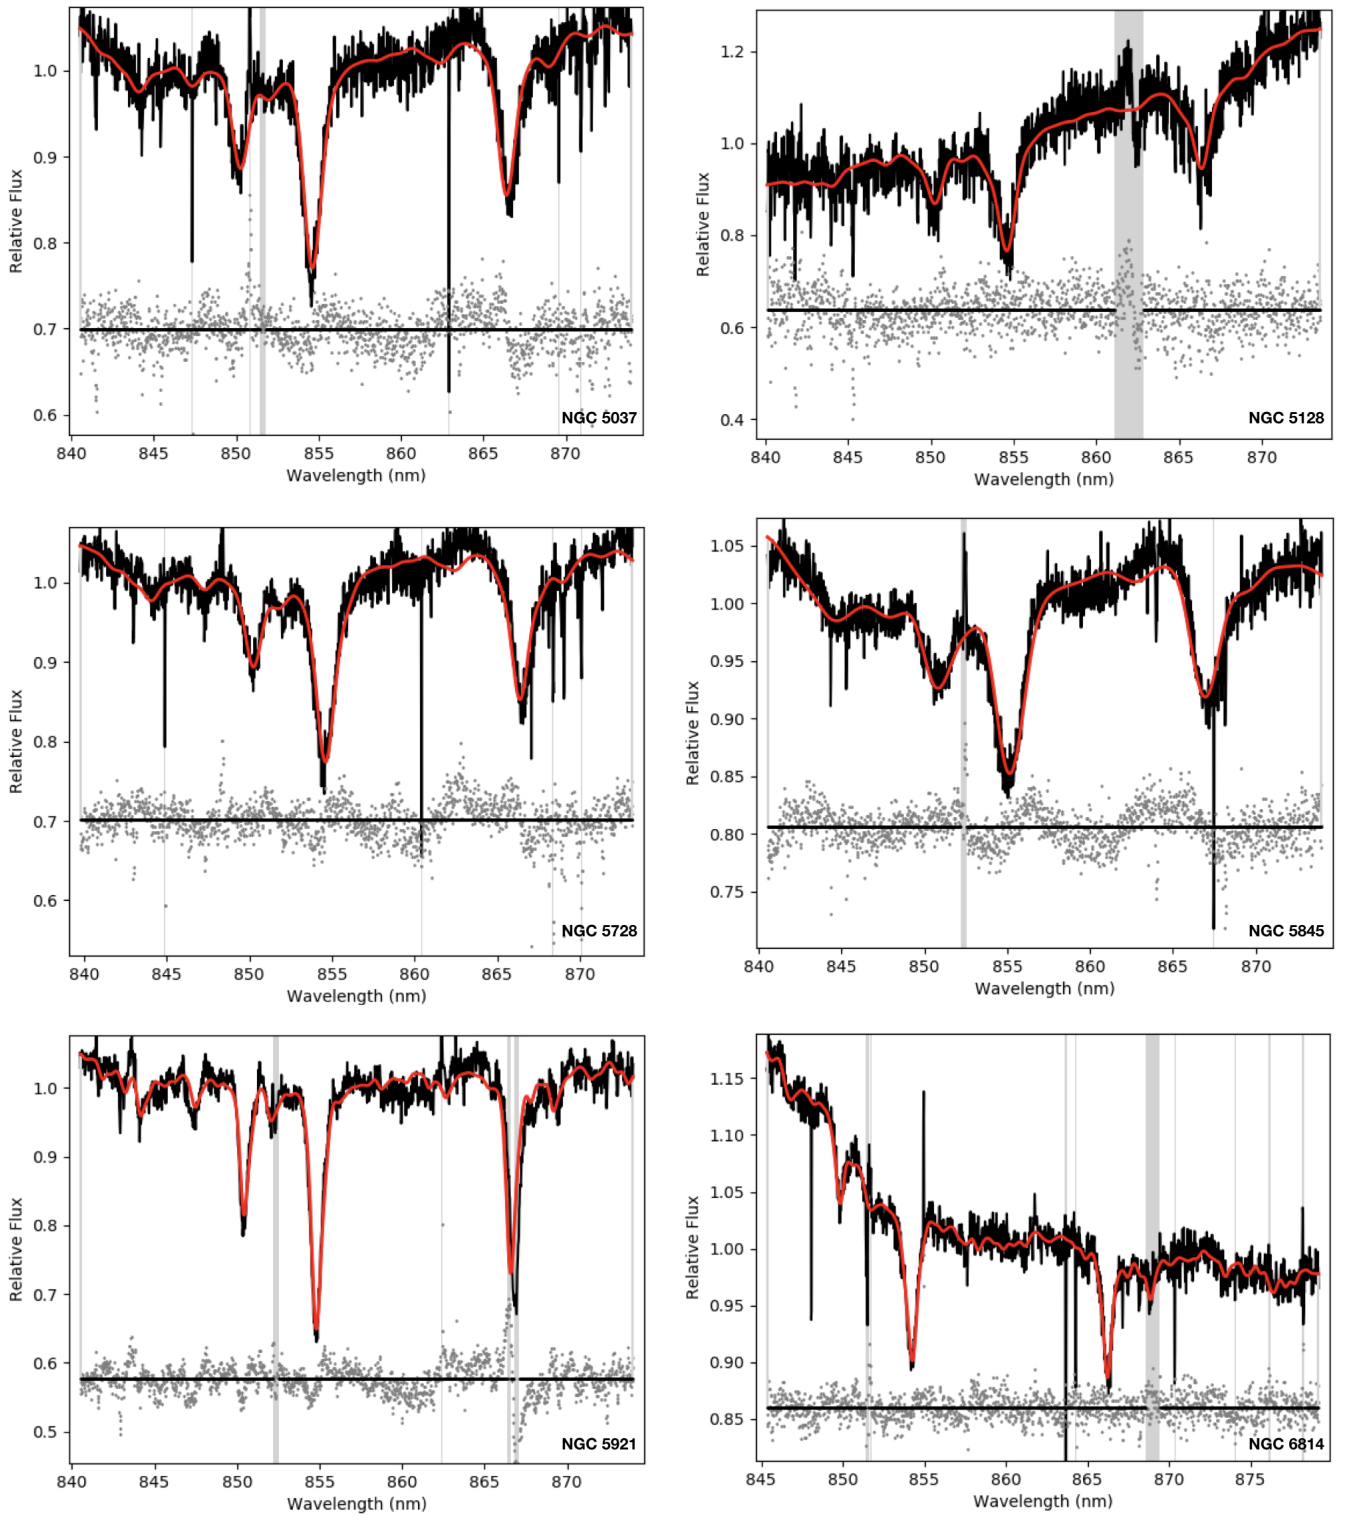 1.0
0.9
0.8
0.7
0.6
Relative Flux
NGC 5037
840 845 850 855 860 865 870
Wavelength (nm)
1.2
1.0
0.8
0.6
0.4
Relative Flux
NGC 5128
840 845 850 855 860 865 870
Wavelength (nm)
1.0
0.9
0.8
0.7
0.6
Relative Flux
NGC 5728
840 845 850 855 860 865 870
Wavelength (nm)
1.05
1.00
0.95
0.90
0.85
0.80
0.75
Relative Flux
NGC 5845
840 845 850 855 860 865 870
Wavelength (nm)
1.0
0.9
0.8
0.7
0.6
0.5
Relative Flux
NGC 5921
840 845 850 855 860 865 870
Wavelength (nm)
1.15
1.10
1.05
1.00
0.95
0.90
0.85
Relative Flux
NGC 6814
845 850 855 860 865 870 875
Wavelength (nm)